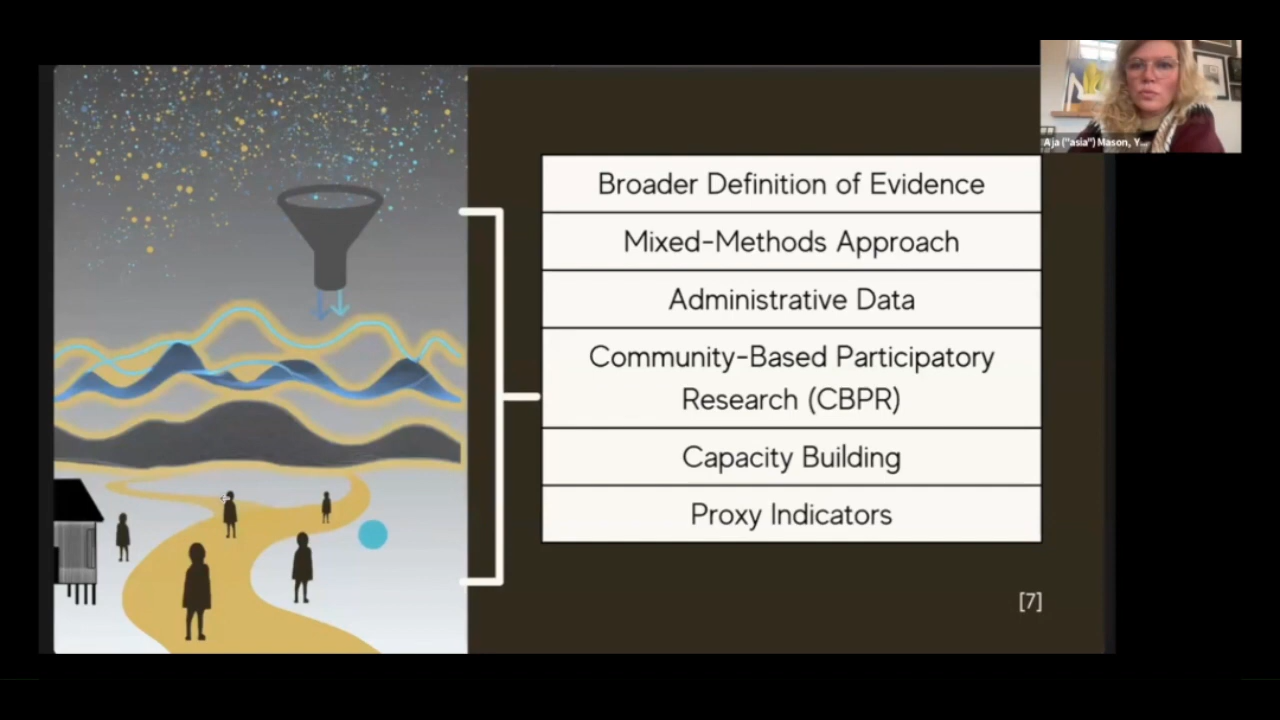 Aja ("asia") Mason, Y...
Broader Definition of Evidence
Mixed-Methods Approach
Administrative Data
Community-Based Participatory
Research (CBPR)
Capacity Building
Proxy Indicators
[7]